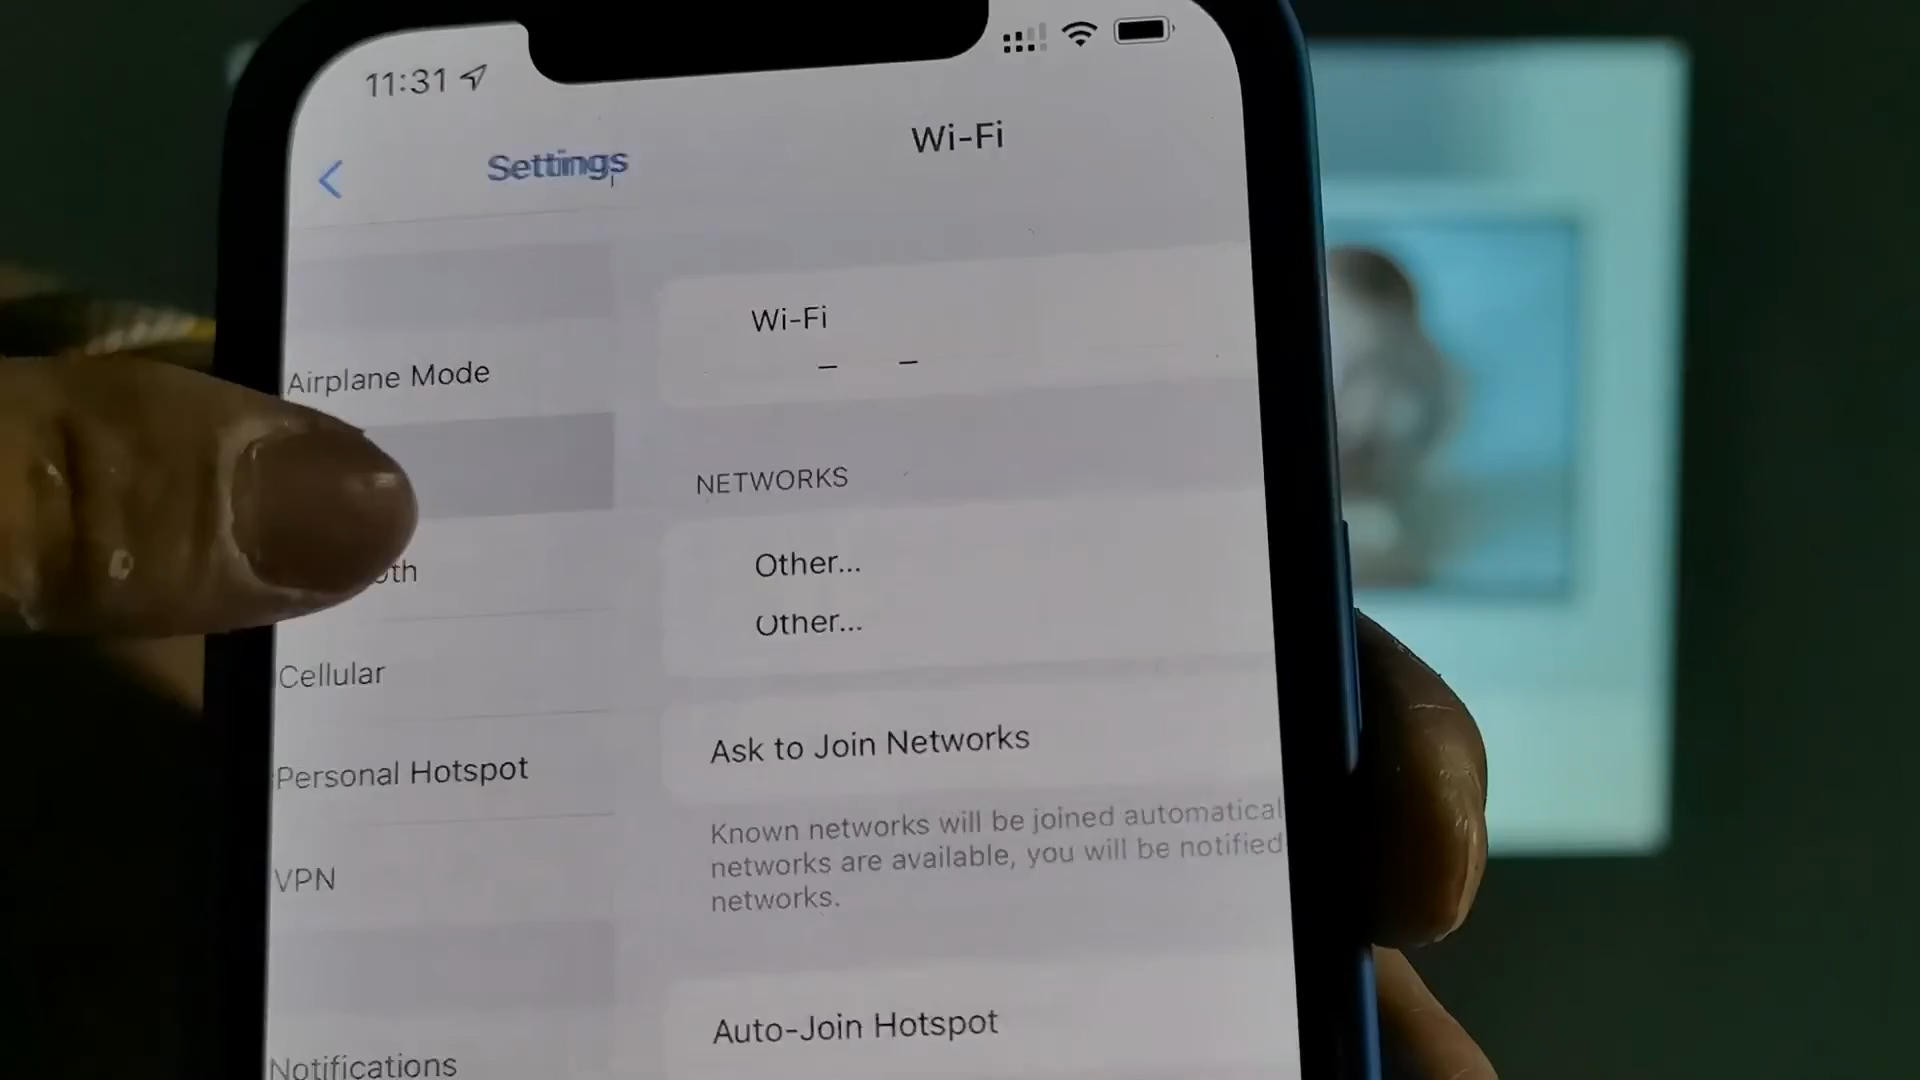 11:31
Settings
Wi-Fi
Airplane Mode
Wi-Fi
NETWORKS
Other...
oth
Other...
Cellular
Ask to Join Networks
Personal Hotspot
Known networks will be joined automatical
networks are available, you will be notified
networks.
VPN
Auto-Join Hotspot
Notifications